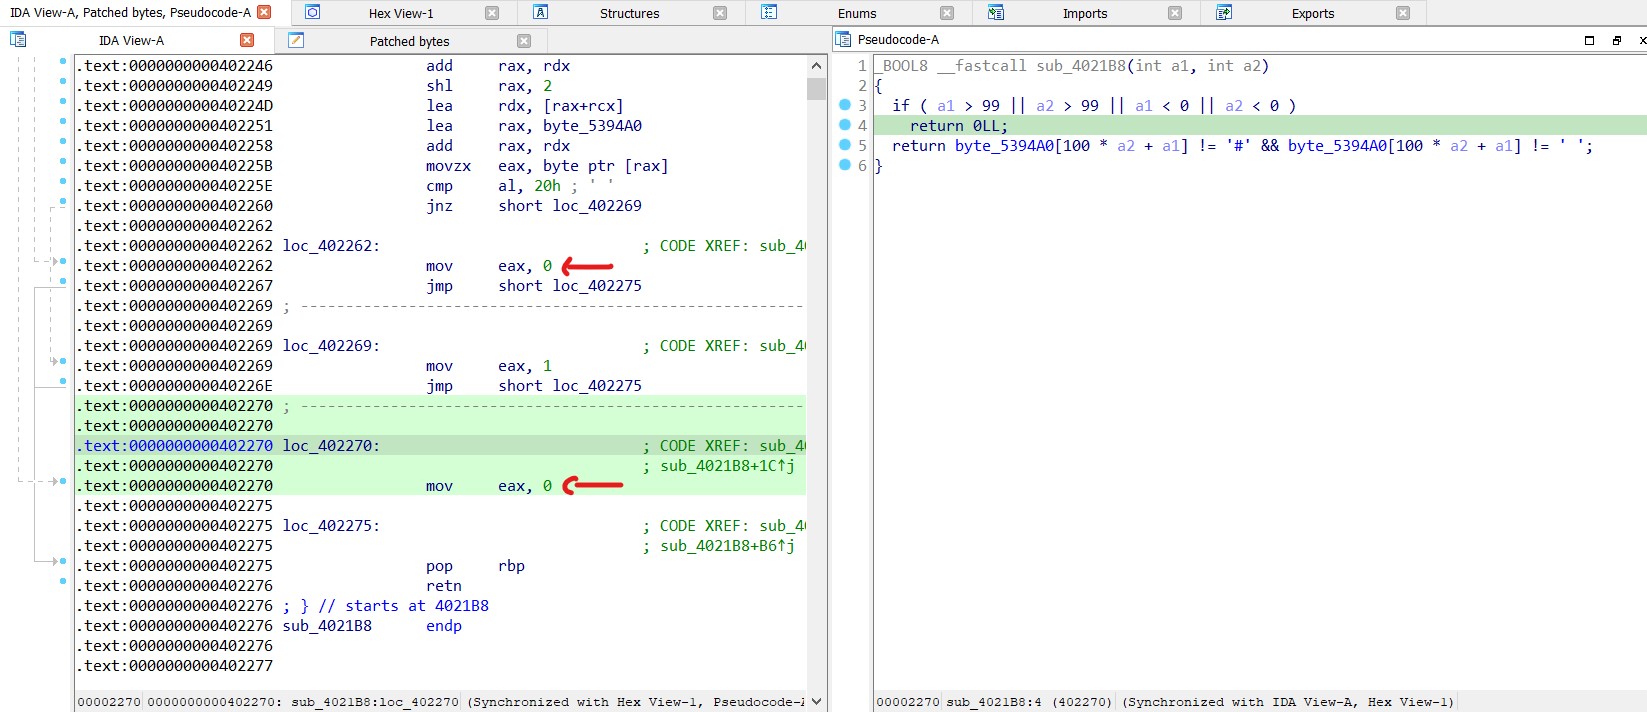 IDA View-A, Patched bytes, Pseudocode-A
Hex View-1
Structures
Enums
Imports
Exports
IDA View-A
Patched bytes
.text:0000000000402246 add rax, rdx
.text:0000000000402249 shl rax, 2
.text:000000000040224D lea rdx, [rax+rcx]
.text:0000000000402251 lea rax, byte_5394A0
.text:0000000000402258 add rax, rdx
.text:000000000040225B movzx eax, byte ptr [rax]
.text:000000000040225E cmp al, 20h ; ' '
.text:0000000000402260 jnz short loc_402269
.text:0000000000402262
.text:0000000000402262 loc_402262: ; CODE XREF: sub_40
.text:0000000000402262 mov eax, 0
.text:0000000000402267 jmp short loc_402275
.text:0000000000402269 ; ---------------------------------------------------------
.text:0000000000402269
.text:0000000000402269 loc_402269: ; CODE XREF: sub_40
.text:0000000000402269 mov eax, 1
.text:000000000040226E jmp short loc_402275
.text:0000000000402270 ; ---------------------------------------------------------
.text:0000000000402270
.text:0000000000402270 loc_402270: ; CODE XREF: sub_40
.text:0000000000402270 ; sub_4021B8+1C↑j
.text:0000000000402270 mov eax, 0
.text:0000000000402275
.text:0000000000402275 loc_402275: ; CODE XREF: sub_40
.text:0000000000402275 ; sub_4021B8+B6↑j
.text:0000000000402275 pop rbp
.text:0000000000402276 retn
.text:0000000000402276 ; } // starts at 4021B8
.text:0000000000402276 sub_4021B8 endp
.text:0000000000402276
.text:0000000000402277
00002270 0000000000402270: sub_4021B8:loc_402270 (Synchronized with Hex View-1, Pseudocode-A
Pseudocode-A
1 _BOOL8 __fastcall sub_4021B8(int a1, int a2)
2 {
3 if ( a1 > 99 || a2 > 99 || a1 < 0 || a2 < 0 )
4 return 0LL;
5 return byte_5394A0[100 * a2 + a1] != '#' && byte_5394A0[100 * a2 + a1] != ' ';
6 }
00002270 sub_4021B8:4 (402270) (Synchronized with IDA View-A, Hex View-1)